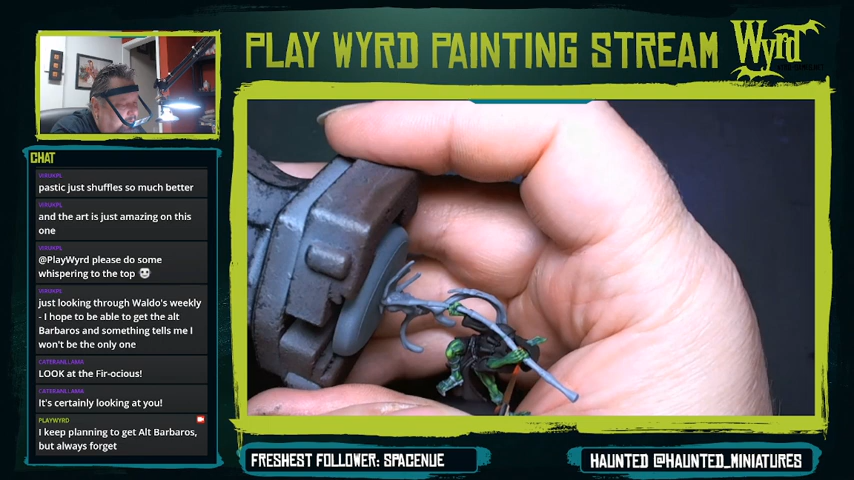 PLAY WYRD PAINTING STREAM
Wyrd
CHAT
VIRUKPL
pastic just shuffles so much better
VIRUKPL
and the art is just amazing on this
one
VIRUKPL
@PlayWyrd please do some
whispering to the top
VIRUKPL
just looking through Waldo's weekly
- I hope to be able to get the alt
Barbaros and something tells me I
won't be the only one
LOOK at the Fir-ocious!
It's certainly looking at you!
PLAYWYRD
I keep planning to get Alt Barbaros,
but always forget
FRESHEST FOLLOWER: SPACENUE
HAUNTED @HAUNTED_MINIATURES